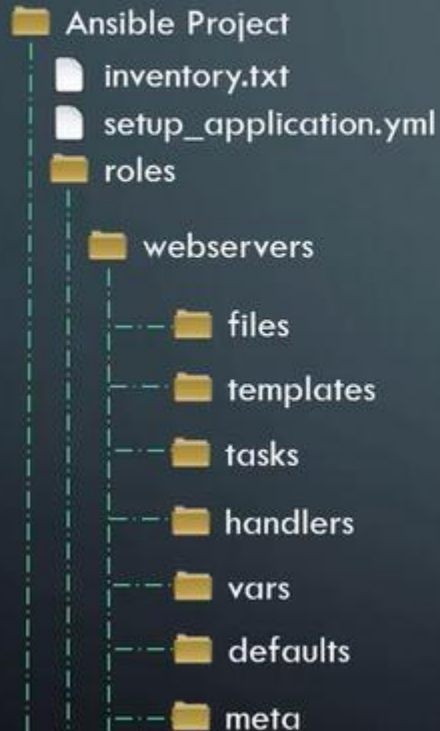 Ansible Project
inventory.txt
setup_application.yml
roles
webservers
files
templates
tasks
handlers
vars
defaults
meta